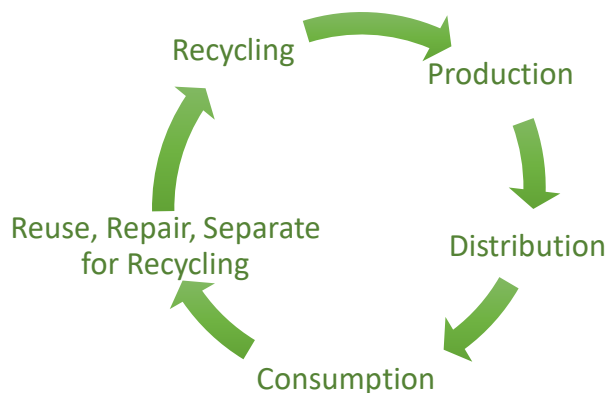 Recycling
Production
Distribution
Consumption
Reuse, Repair, Separate
for Recycling